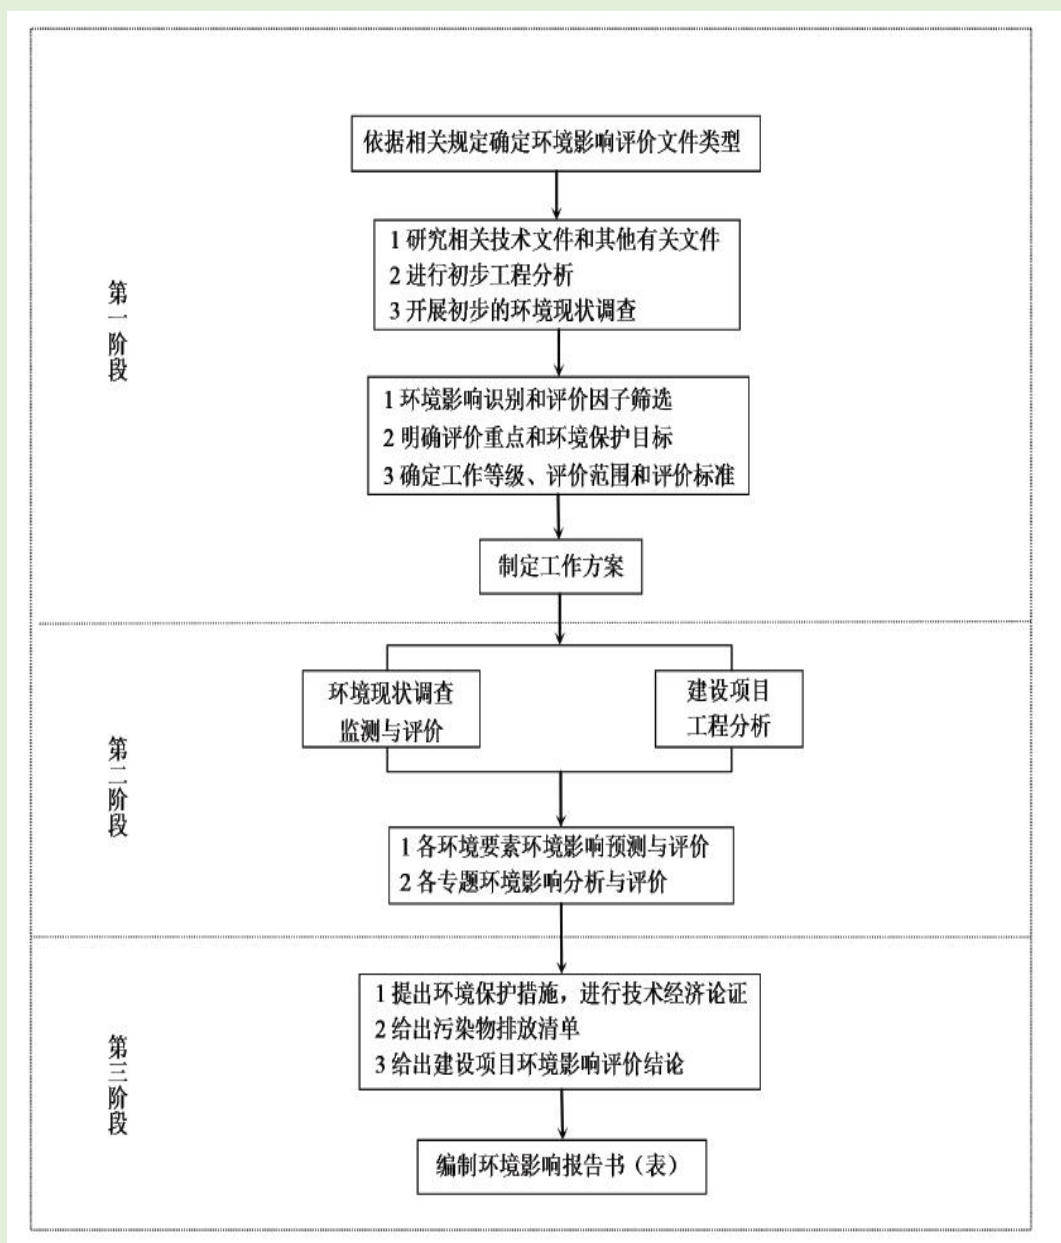 依据相关规定确定环境影响评价文件类型
1 研究相关技术文件和其他有关文件
2 进行初步工程分析
3 开展初步的环境现状调查
第一阶段
1 环境影响识别和评价因子筛选
2 明确评价重点和环境保护目标
3 确定工作等级、评价范围和评价标准
制定工作方案
环境现状调查
监测与评价
建设项目
工程分析
第二阶段
1 各环境要素环境影响预测与评价
2 各专题环境影响分析与评价
1 提出环境保护措施，进行技术经济论证
2 给出污染物排放清单
3 给出建设项目环境影响评价结论
第三阶段
编制环境影响报告书（表）